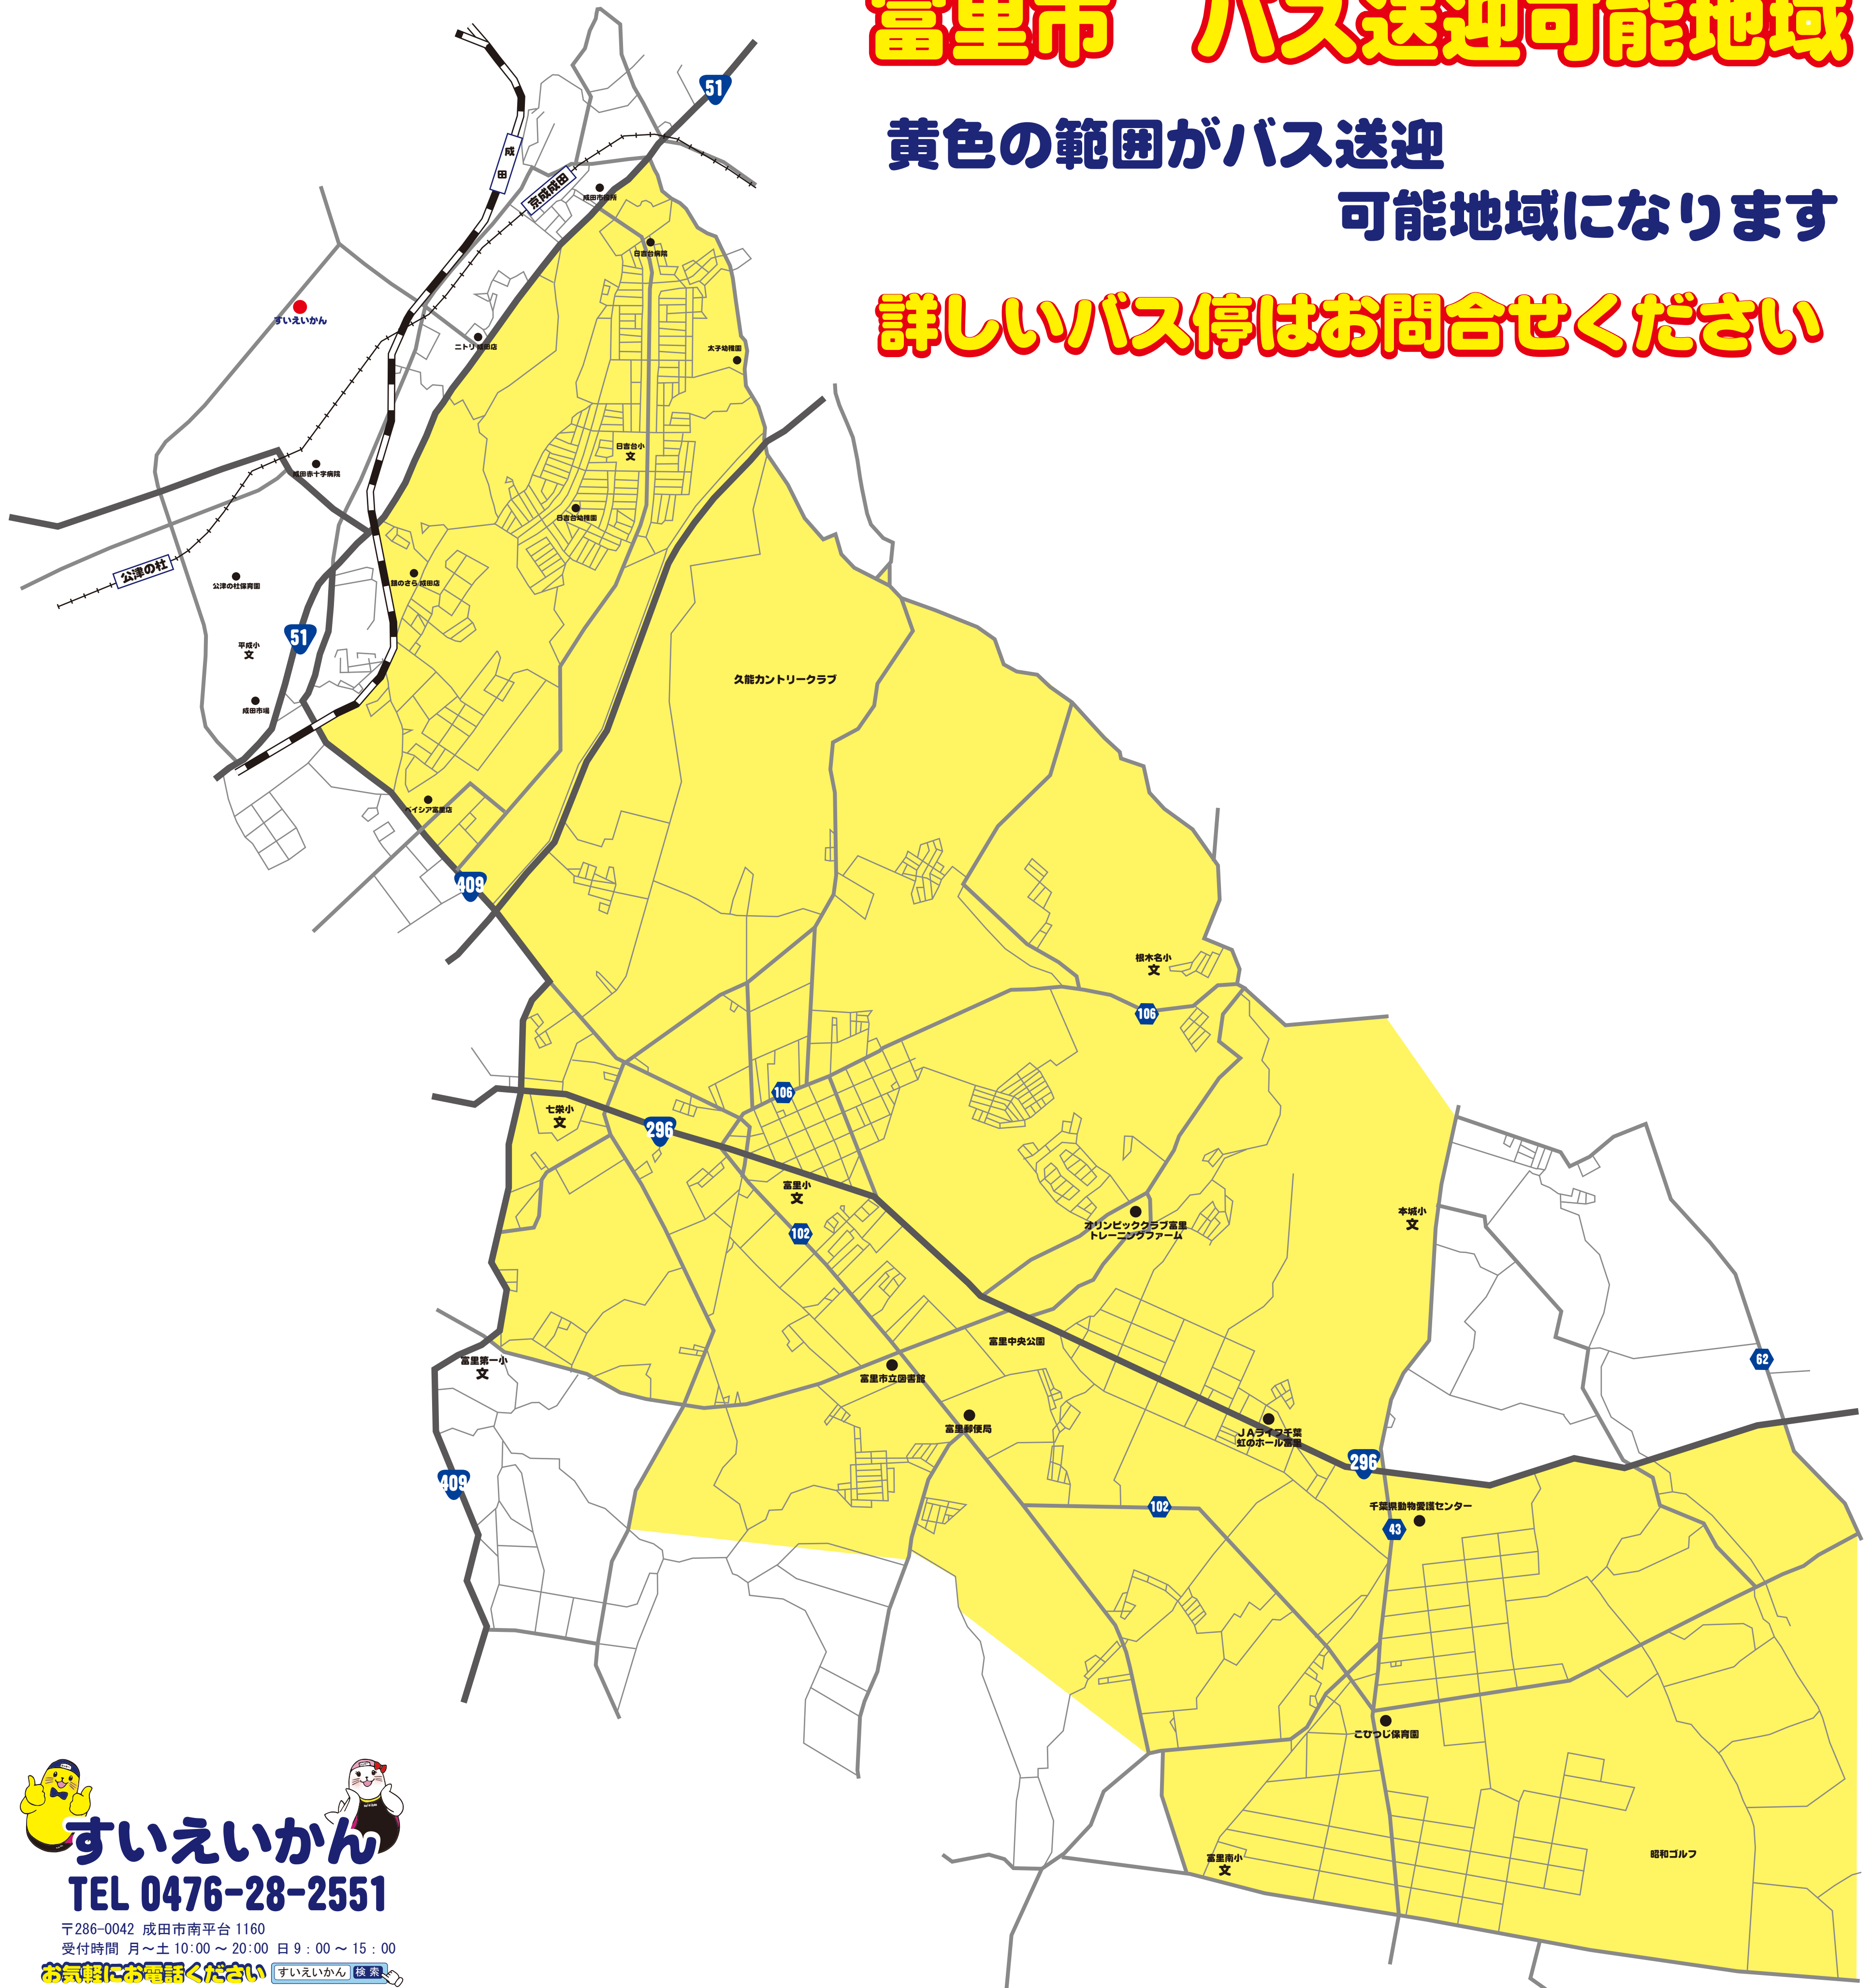 富里市　バス送迎可能地域
黄色の範囲がバス送迎
可能地域になります
詳しいバス停はお問合せください
51
成田
京成成田
成田市役所
日吉台病院
すいえいかん
ニトリ 成田店
太子幼稚園
日吉台小
文
成田赤十字病院
日吉台幼稚園
公津の杜
公津の杜保育園
銀のさら 成田店
51
平成小
文
久能カントリークラブ
成田市場
ベイシア富里店
409
根木名小
文
106
106
七栄小
文
296
富里小
文
102
オリンピッククラブ富里
トレーニングファーム
本城小
文
富里中央公園
富里第一小
文
富里市立図書館
62
富里郵便局
JAライフ千葉
虹のホール富里
296
409
102
千葉県動物愛護センター
43
こひつじ保育園
富里南小
文
昭和ゴルフ
すいえいかん
TEL 0476-28-2551
〒286-0042 成田市南平台 1160
受付時間 月～土 10:00 ～ 20:00 日 9：00 ～ 15：00
お気軽にお電話ください すいえいかん 検索